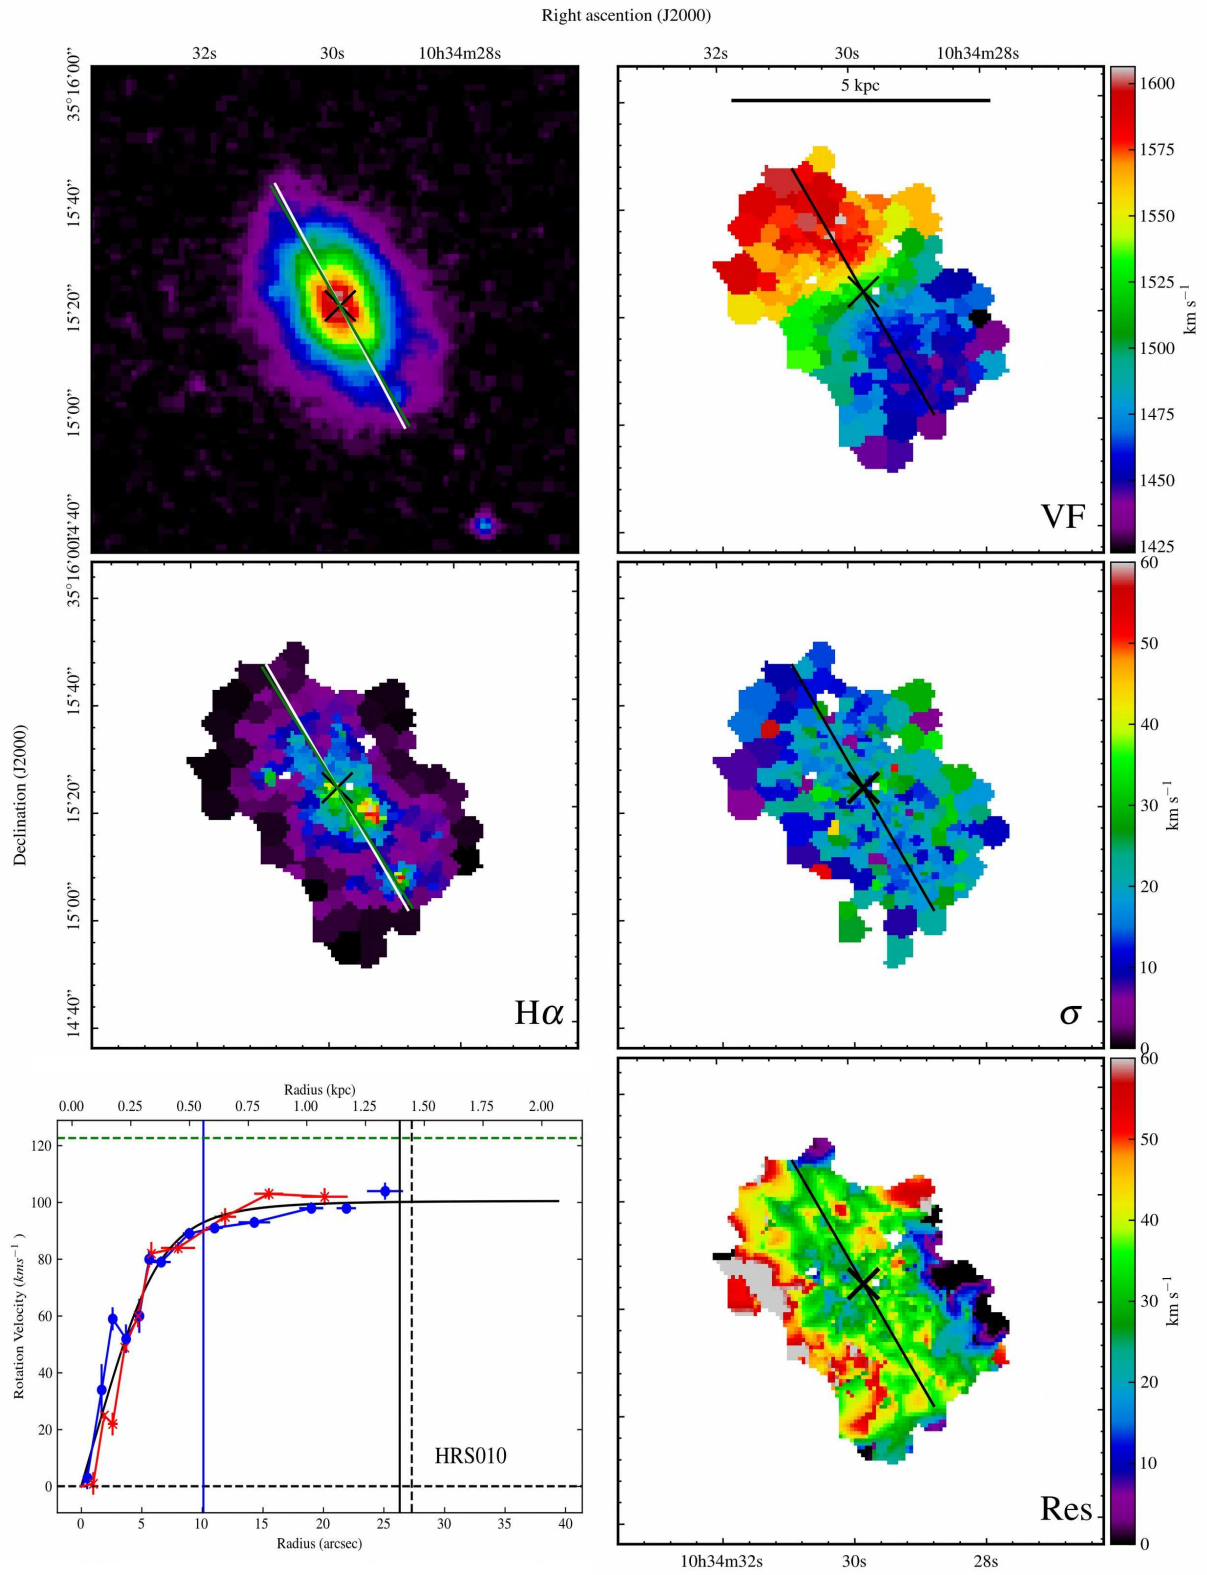 Right ascention (J2000)
32s 30s 10h34m28s
32s 30s 10h34m28s
35°16'00"
15'40"
15'20"
15'00"
14'40"
5 kpc
VF
1600
1575
1550
1525
1500
1475
1450
1425
km s⁻¹
Declination (J2000)
35°16'00"
15'40"
15'20"
15'00"
14'40"
Hα
σ
60
50
40
30
20
10
0
km s⁻¹
Radius (kpc)
0.00 0.25 0.50 0.75 1.00 1.25 1.50 1.75 2.00
Rotation Velocity (kms⁻¹)
120
100
80
60
40
20
0
HRS010
0 5 10 15 20 25 30 35 40
Radius (arcsec)
Res
60
50
40
30
20
10
0
km s⁻¹
10h34m32s 30s 28s